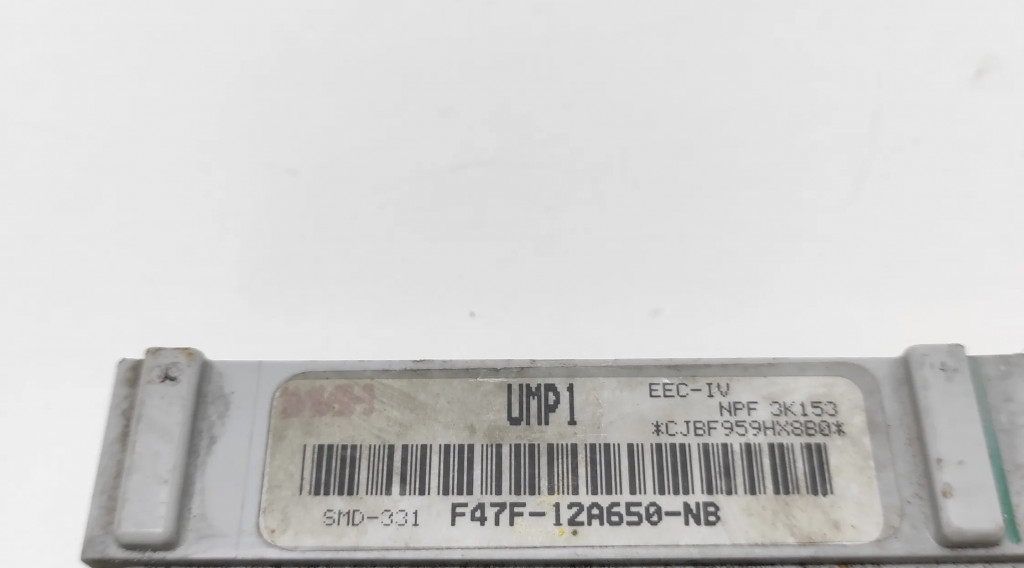 UMP1
EEC-IV
NPF 3K153
*CJBF959HX8B0*
SMD-331 F47F-12A650-NB